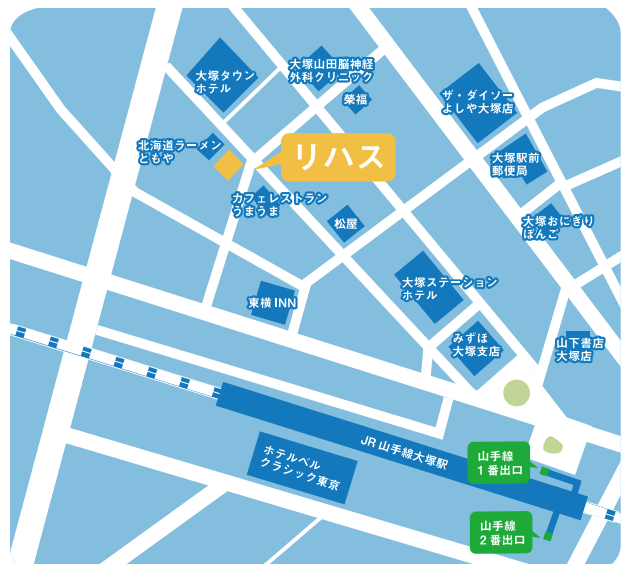 大塚タウン
ホテル
大塚山田脳神経
外科クリニック
榮福
ザ・ダイソー
よしや大塚店
北海道ラーメン
ともや
リハス
大塚駅前
郵便局
カフェレストラン
うまうま
松屋
大塚おにぎり
ぼんご
大塚ステーション
ホテル
東横INN
みずほ
大塚支店
山下書店
大塚店
JR山手線大塚駅
ホテルベル
クラシック東京
山手線
1番出口
山手線
2番出口